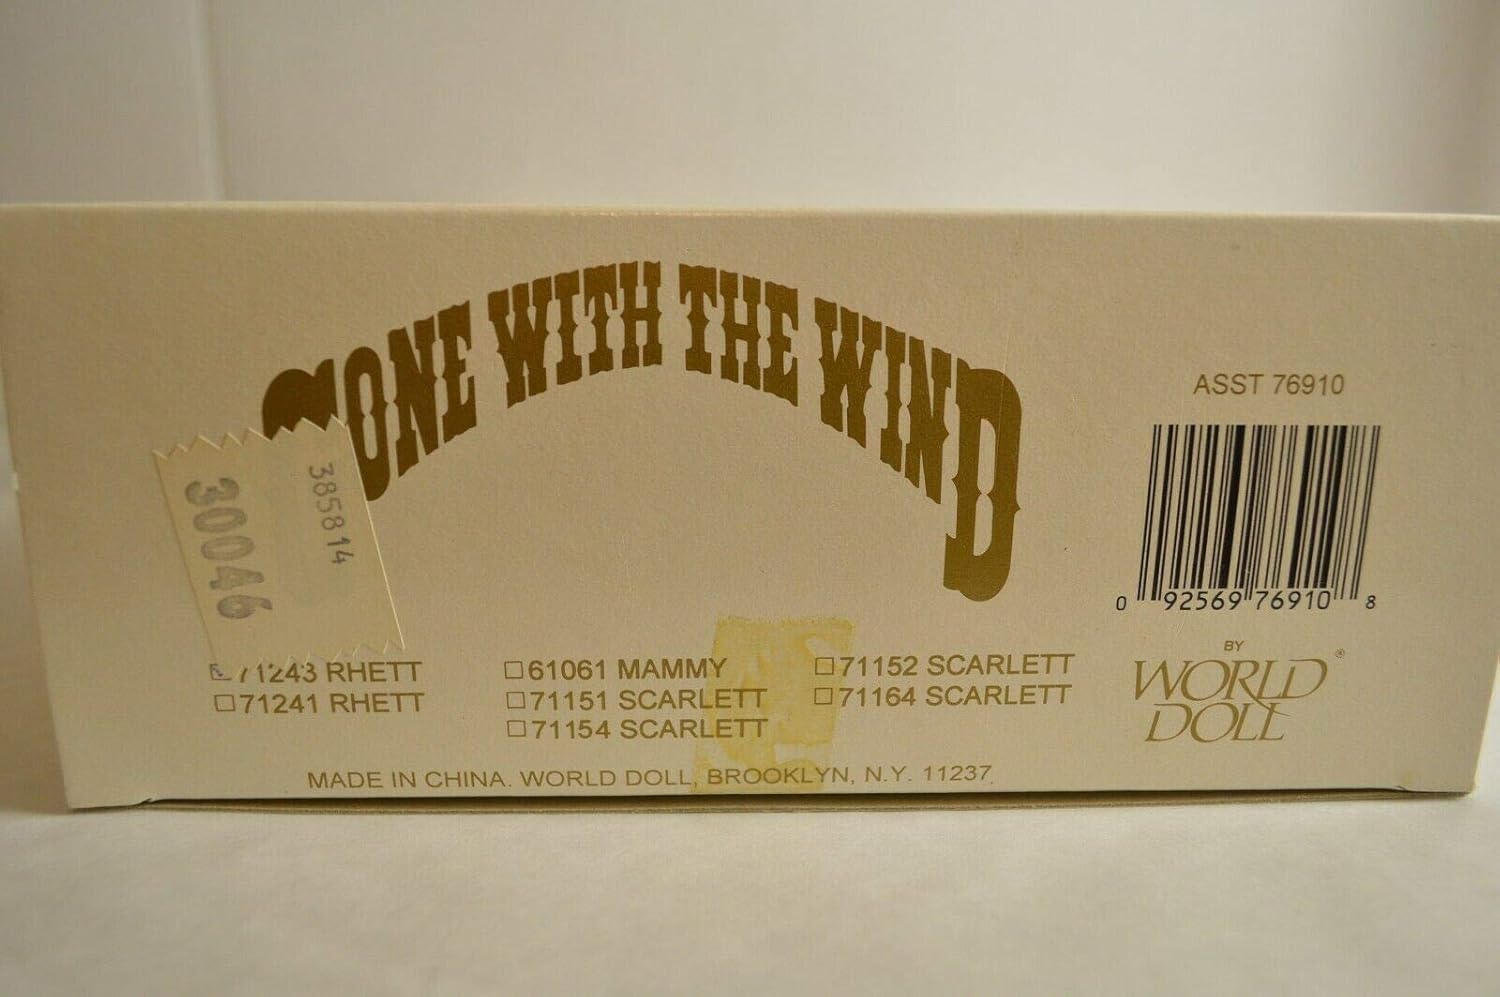 GONE WITH THE WIND
385814
30046
ASST 76910
0 92569 76910 8
71243 RHETT
71241 RHETT
61061 MAMMY
71151 SCARLETT
71154 SCARLETT
71152 SCARLETT
71164 SCARLETT
BY
WORLD®
DOLL
MADE IN CHINA. WORLD DOLL, BROOKLYN, N.Y. 11237.